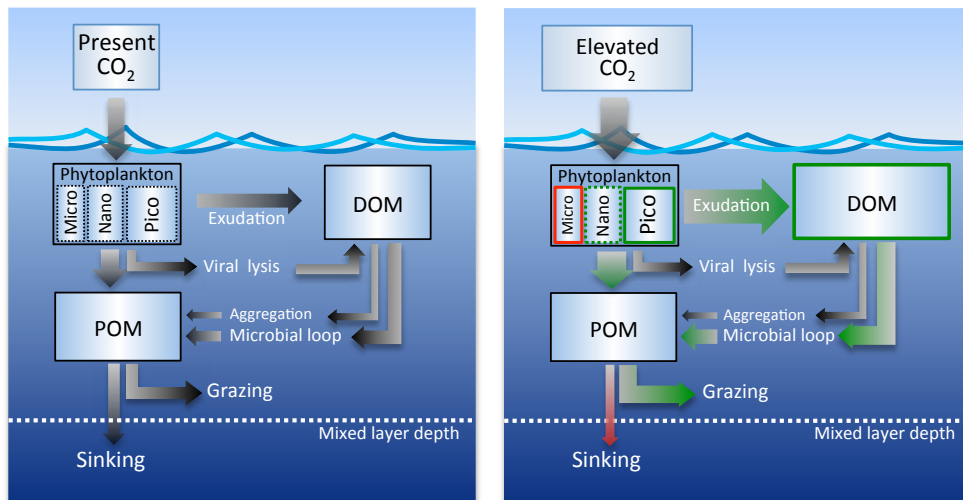 Present
CO₂
Phytoplankton
Micro
Nano
Pico
Exudation
DOM
Viral lysis
POM
Aggregation
Microbial loop
Grazing
Mixed layer depth
Sinking
Elevated
CO₂
Phytoplankton
Micro
Nano
Pico
Exudation
DOM
Viral lysis
POM
Aggregation
Microbial loop
Grazing
Mixed layer depth
Sinking